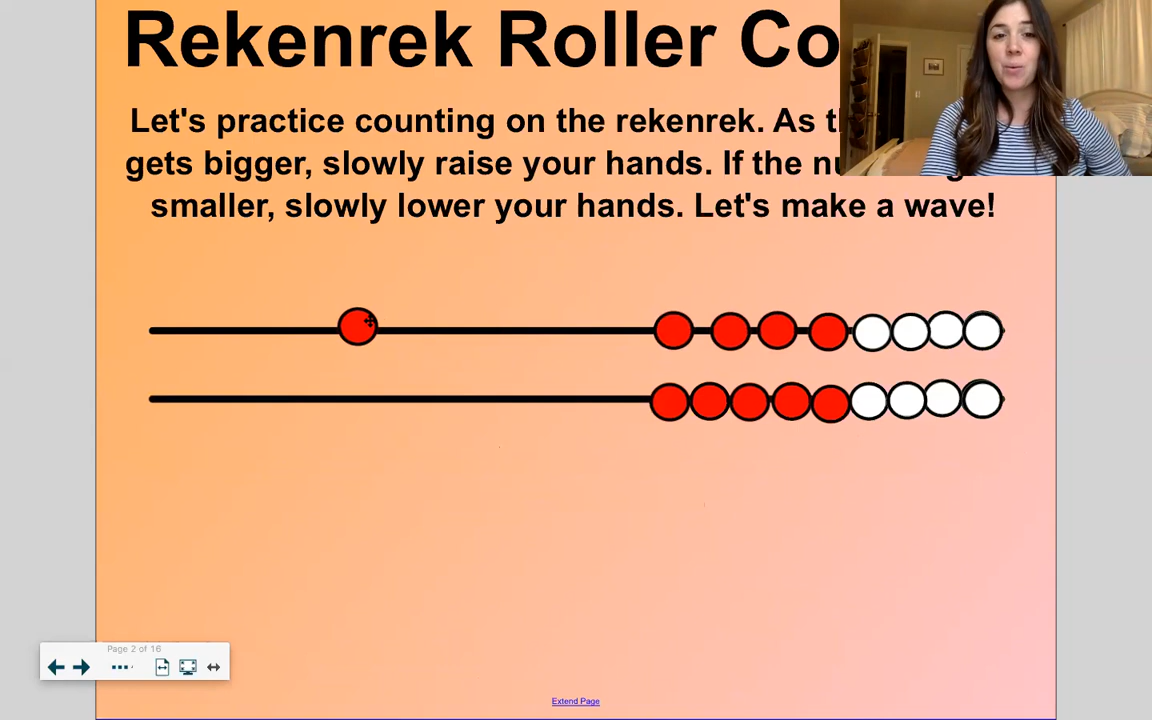 Rekenrek Roller Co
Let's practice counting on the rekenrek. As
gets bigger, slowly raise your hands. If the
smaller, slowly lower your hands. Let's make a wave!
Page 2 of 16
Extend Page